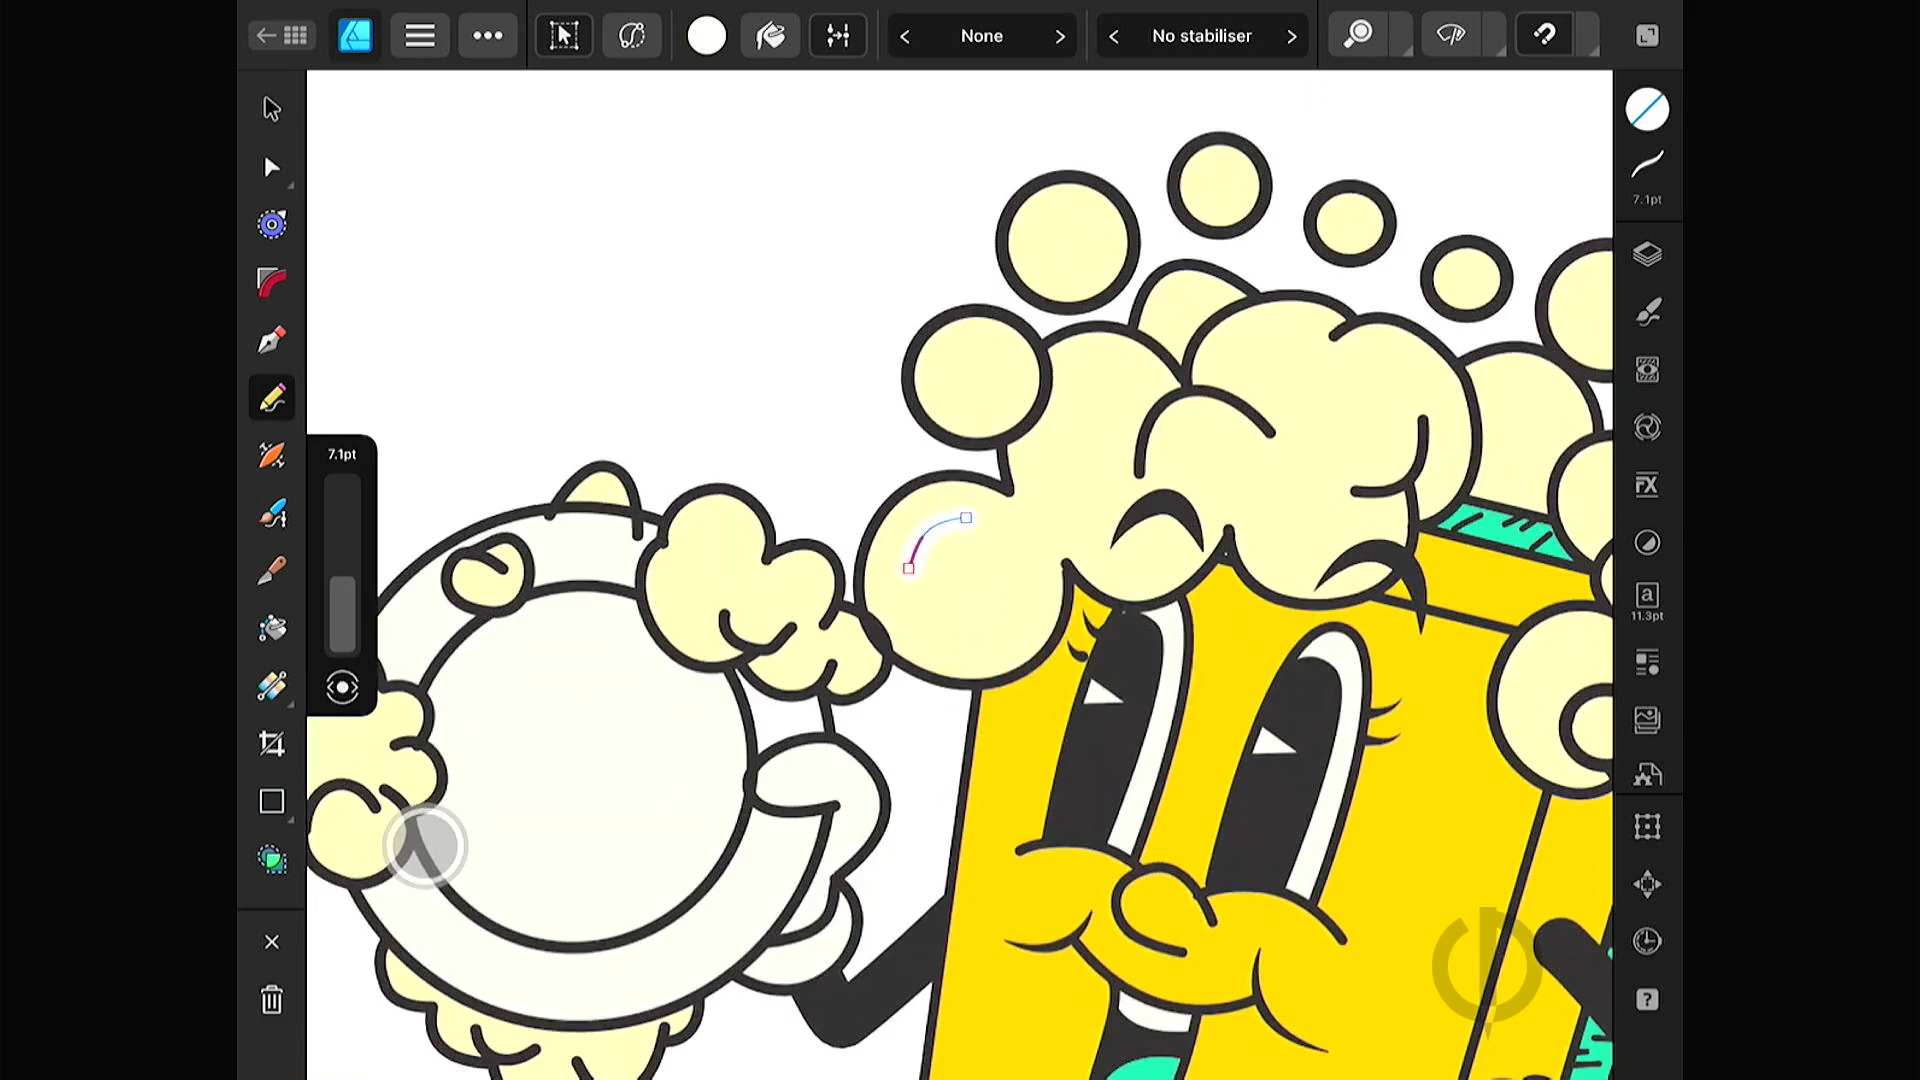 None
No stabiliser
7.1pt
7.1pt
FX
a
11.3pt
?